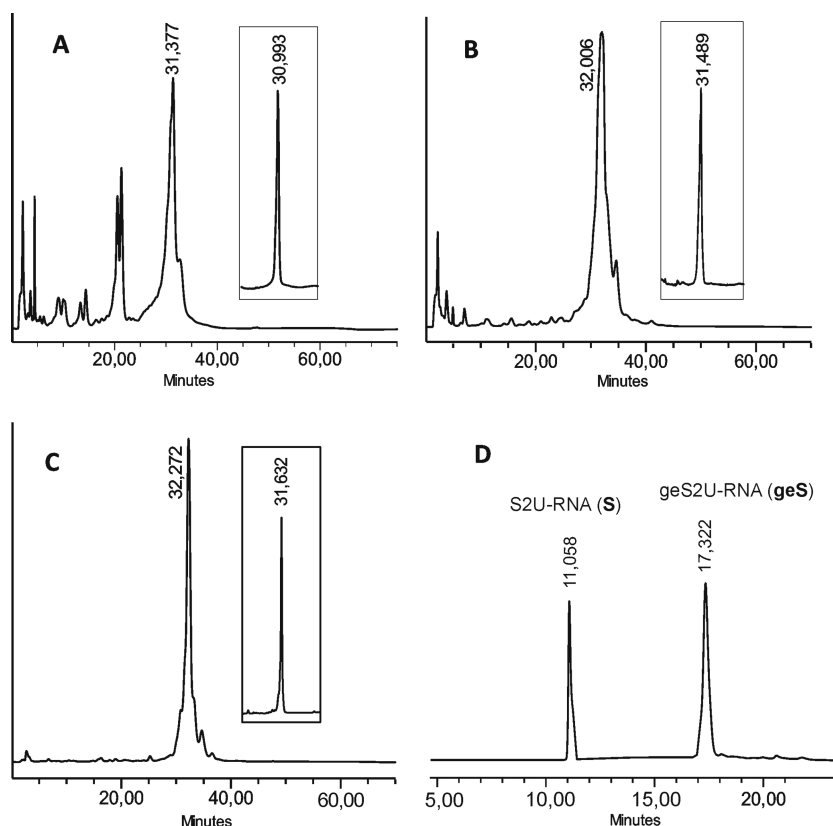 A
31,377
30,993
20,00
40,00
60,00
Minutes
B
32,006
31,489
20,00
40,00
60,00
Minutes
C
32,272
31,632
20,00
40,00
60,00
Minutes
D
S2U-RNA (S)
geS2U-RNA (geS)
11,058
17,322
5,00
10,00
15,00
20,00
Minutes